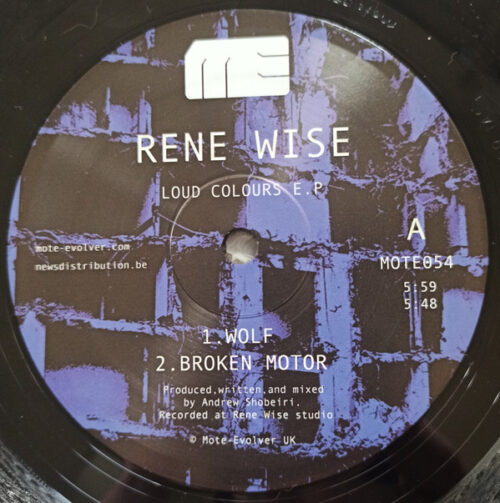 ME
RENE WISE
LOUD COLOURS E.P
mote-evolver.com
newsdistribution.be
A
MOTE054
5:59
5:48
1.WOLF
2.BROKEN MOTOR
Produced,written,and mixed
by Andrew Shobeiri.
Recorded at Rene Wise studio
© Mote-Evolver UK